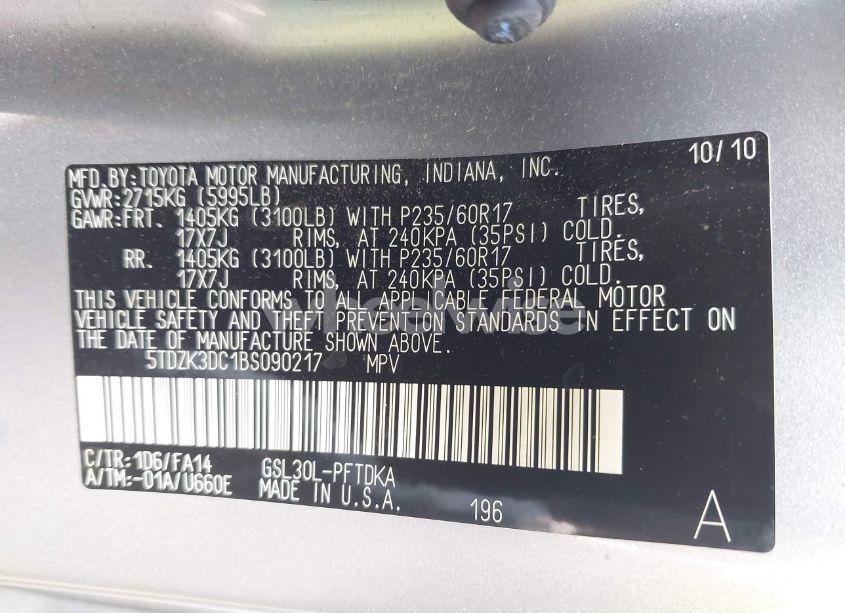 MFD. BY: TOYOTA MOTOR MANUFACTURING, INDIANA, INC. 10/10
GVWR: 2715KG (5995LB)
GAWR: FRT. 1405KG (3100LB) WITH P235/60R17 TIRES,
17X7J RIMS, AT 240KPA (35PSI) COLD.
RR. 1405KG (3100LB) WITH P235/60R17 TIRES,
17X7J RIMS, AT 240KPA (35PSI) COLD.
THIS VEHICLE CONFORMS TO ALL APPLICABLE FEDERAL MOTOR
VEHICLE SAFETY AND THEFT PREVENTION STANDARDS IN EFFECT ON
THE DATE OF MANUFACTURE SHOWN ABOVE.
5TDZK3DC1BS090217 MPV
C/TR: 1D6/FA14 GSL30L-PFTDKA
A/TM: -01A/U660E MADE IN U.S.A. 196 A